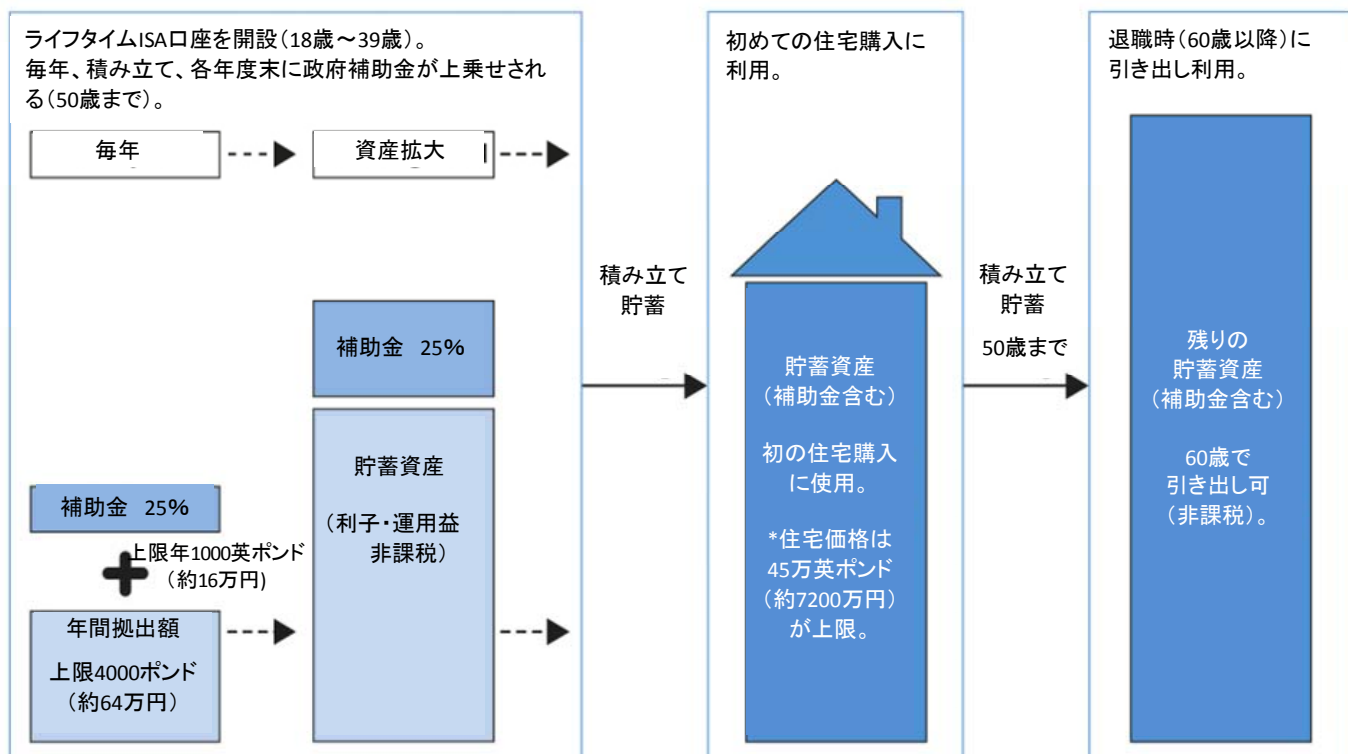 ライフタイムISA口座を開設（18歳～39歳）。
毎年、積み立て、各年度末に政府補助金が上乗せされ
る（50歳まで）。
毎年
資産拡大
補助金 25%
貯蓄資産
（利子・運用益
非課税）
補助金 25%
上限年1000英ポンド
（約16万円)
年間拠出額
上限4000ポンド
（約64万円）
積み立て
貯蓄
初めての住宅購入に
利用。
貯蓄資産
（補助金含む）
初の住宅購入
に使用。
*住宅価格は
45万英ポンド
（約7200万円）
が上限。
積み立て
貯蓄
50歳まで
退職時（60歳以降）に
引き出し利用。
残りの
貯蓄資産
（補助金含む）
60歳で
引き出し可
（非課税）。